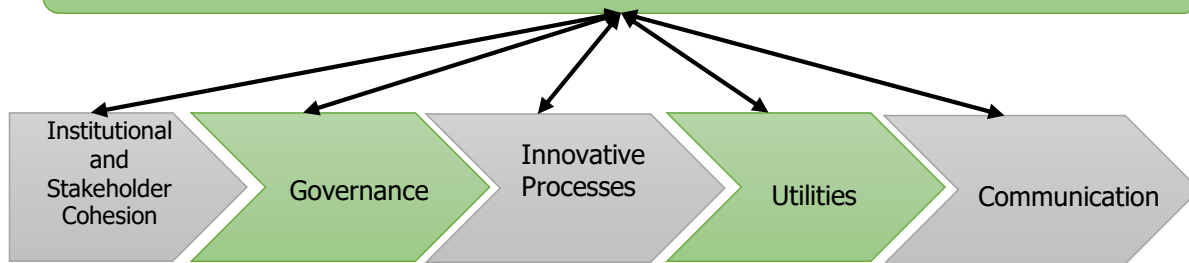 Institutional
and
Stakeholder
Cohesion
Governance
Innovative
Processes
Utilities
Communication